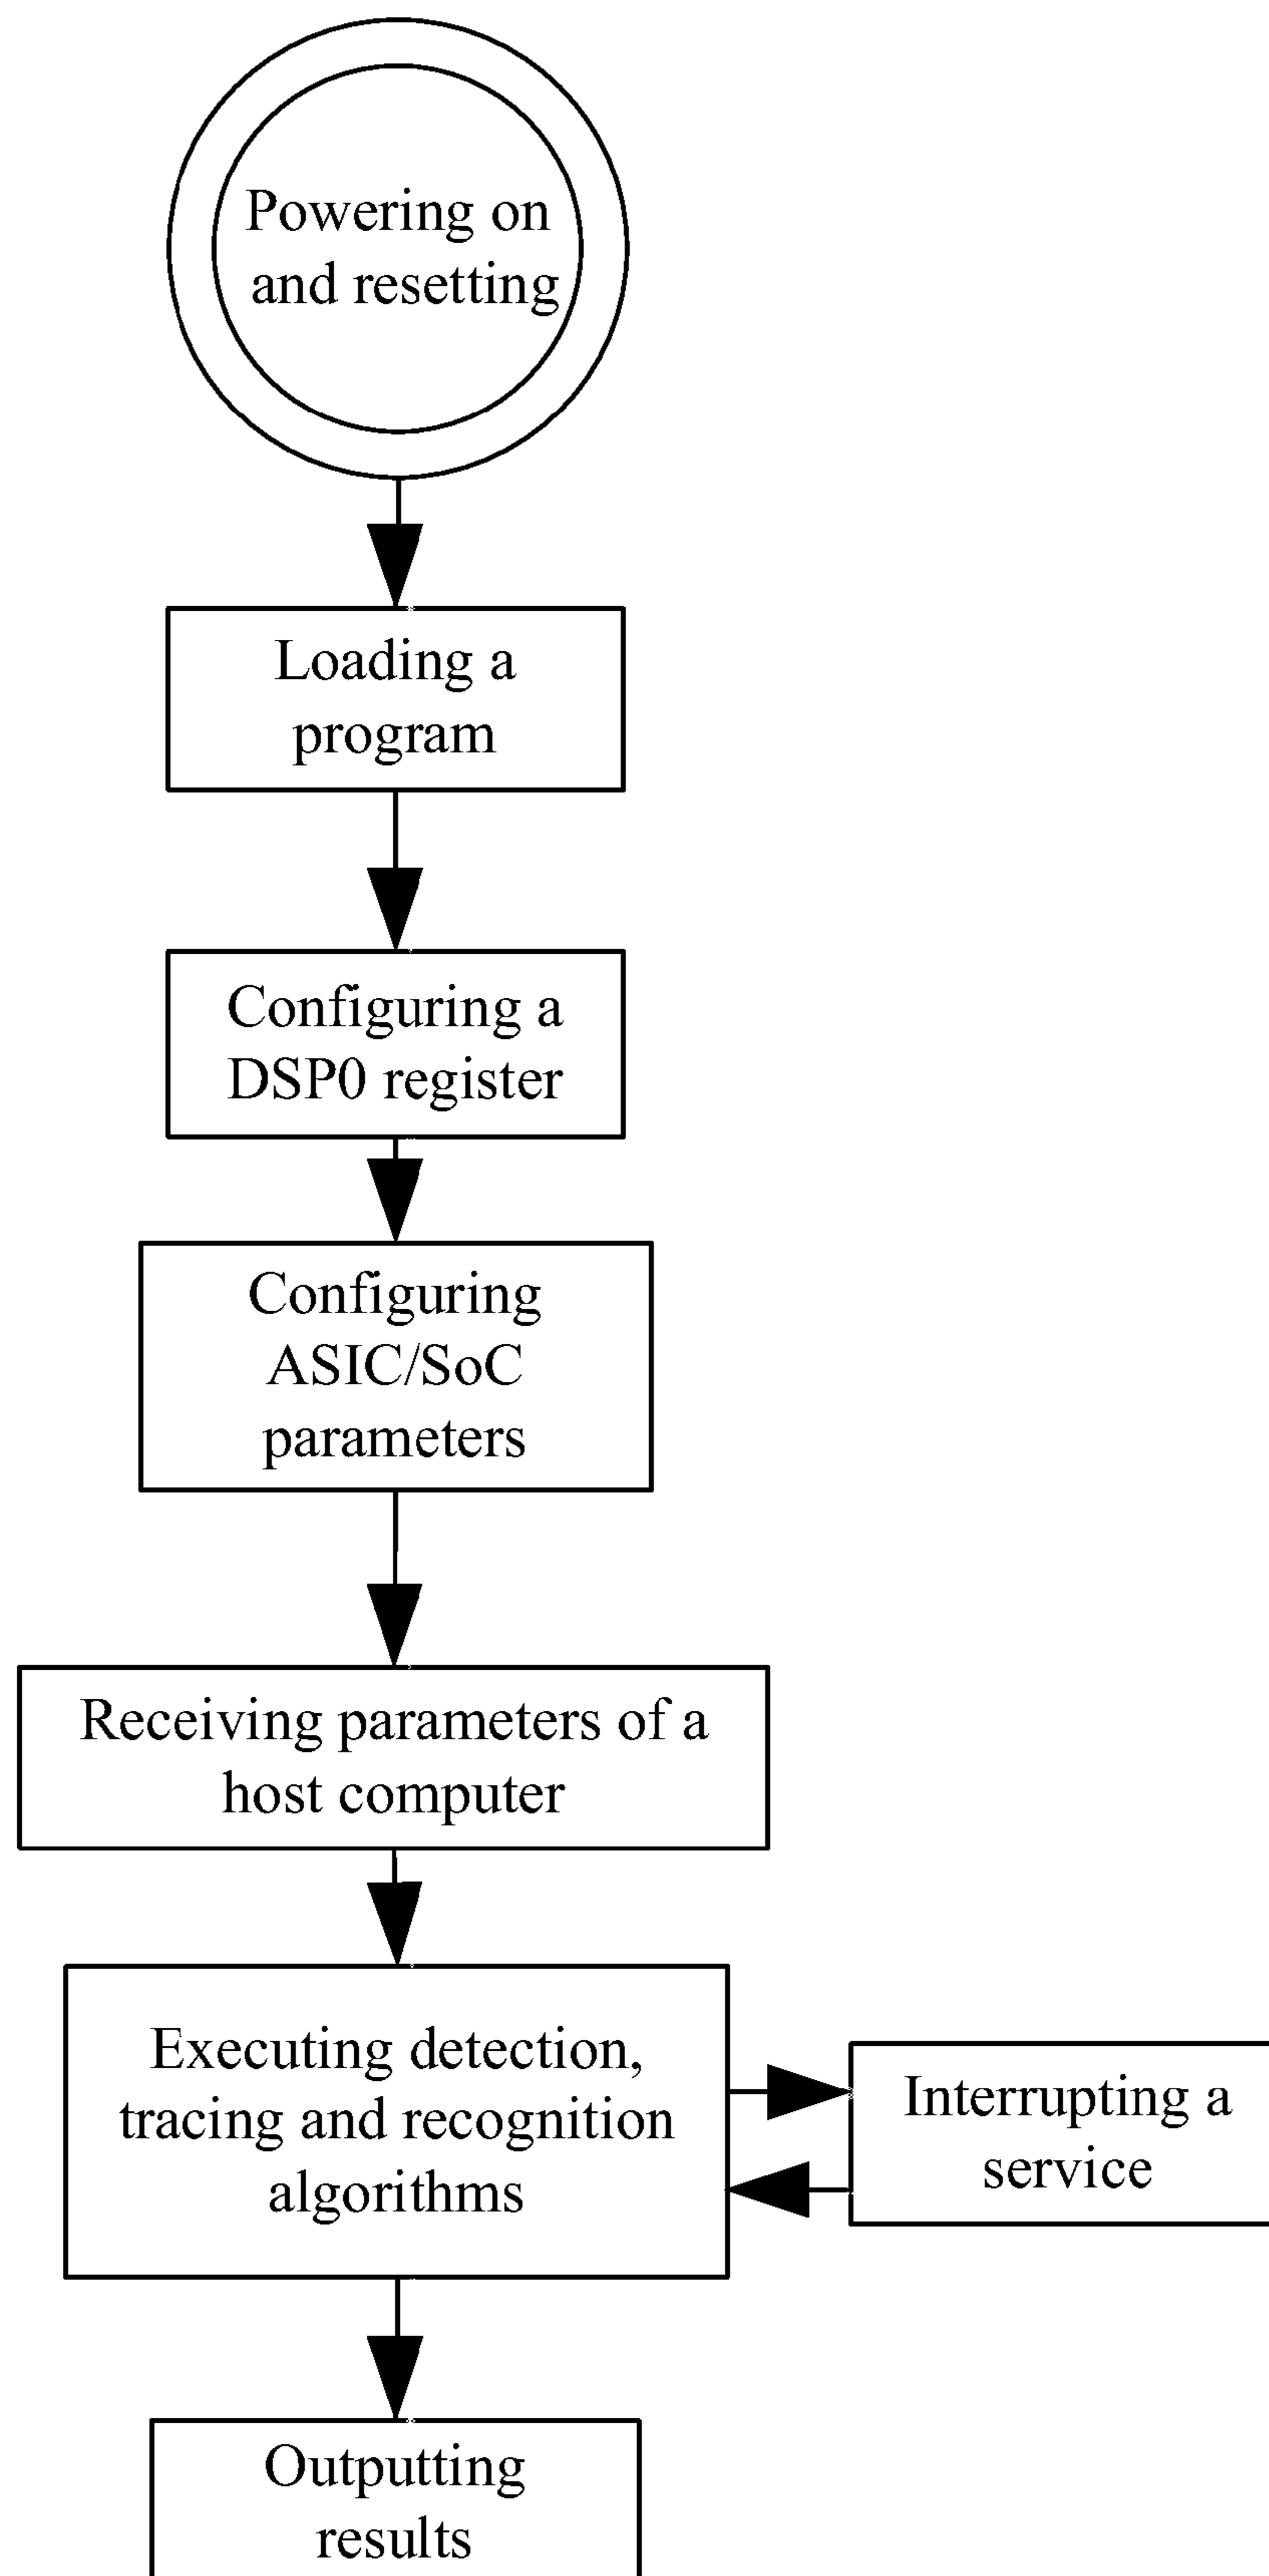 Powering on
and resetting
Loading a
program
Configuring a
DSP0 register
Configuring
ASIC/SoC
parameters
Receiving parameters of a
host computer
Executing detection,
tracing and recognition
algorithms
Interrupting a
service
Outputting
results